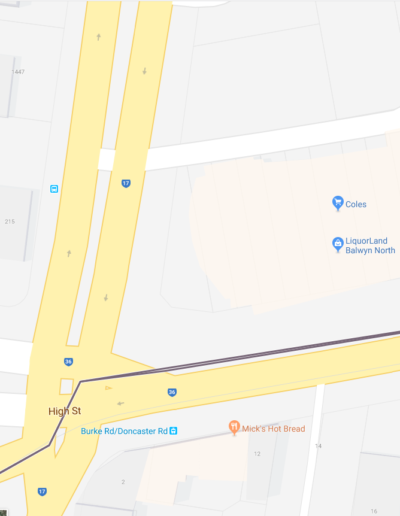 447
17
Coles
215
LiquorLand
Balwyn North
36
36
High St
Burke Rd/Doncaster Rd
Mick's Hot Bread
14
12
2
17
16